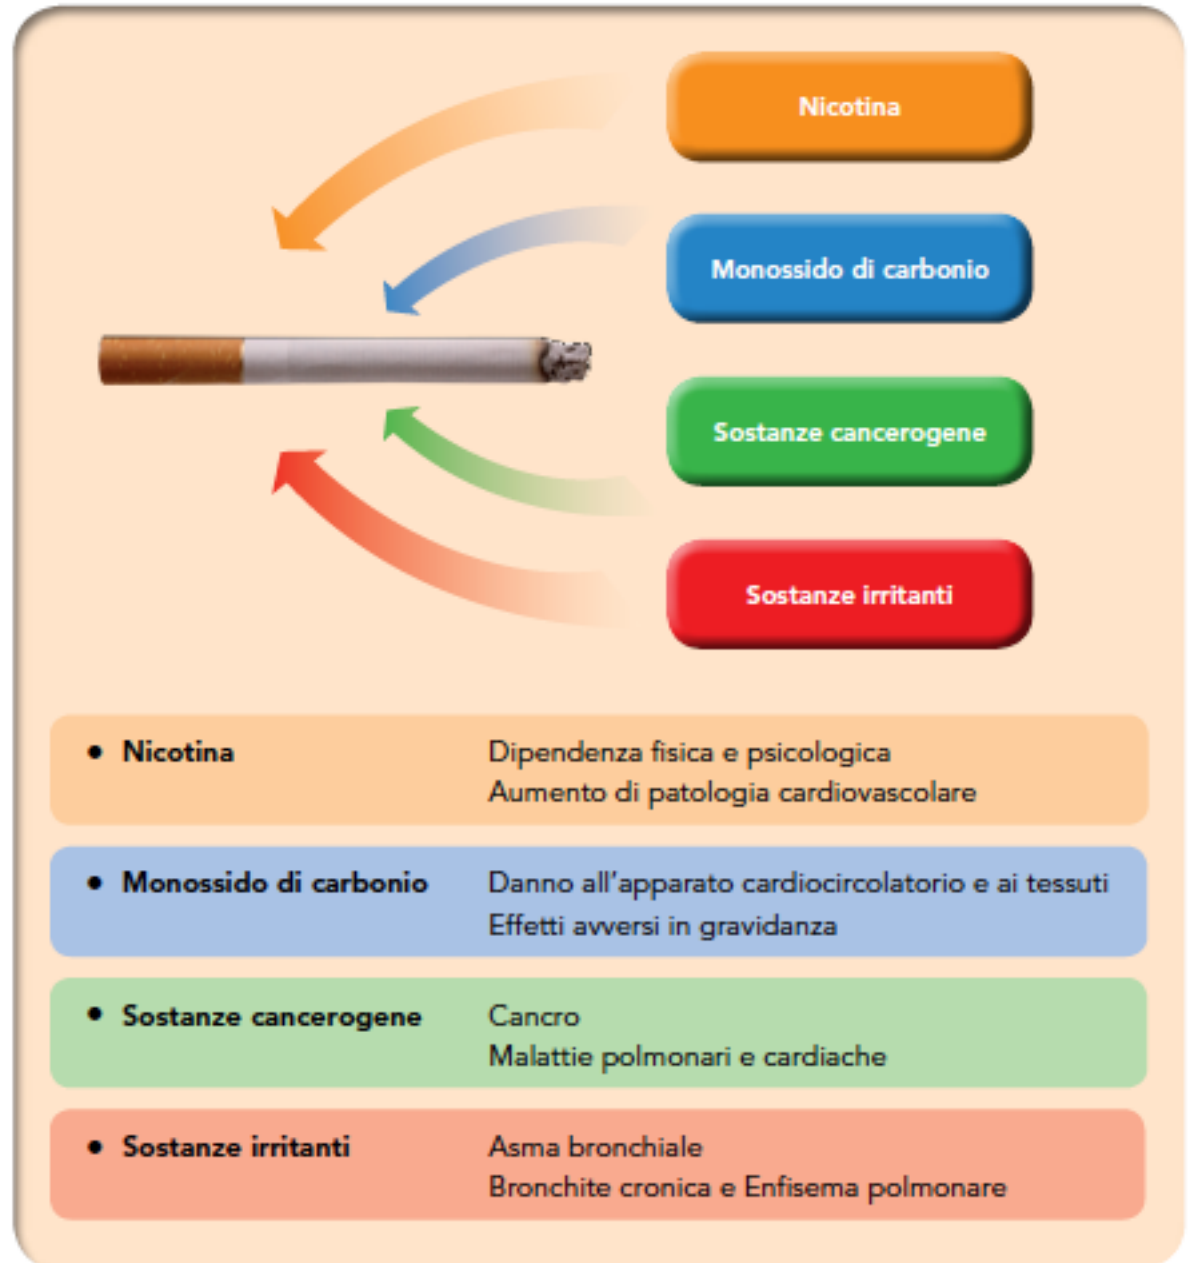 Nicotina
Monossido di carbonio
Sostanze cancerogene
Sostanze irritanti
• Nicotina Dipendenza fisica e psicologica
Aumento di patologia cardiovascolare
• Monossido di carbonio Danno all'apparato cardiocircolatorio e ai tessuti
Effetti avversi in gravidanza
• Sostanze cancerogene Cancro
Malattie polmonari e cardiache
• Sostanze irritanti Asma bronchiale
Bronchite cronica e Enfisema polmonare